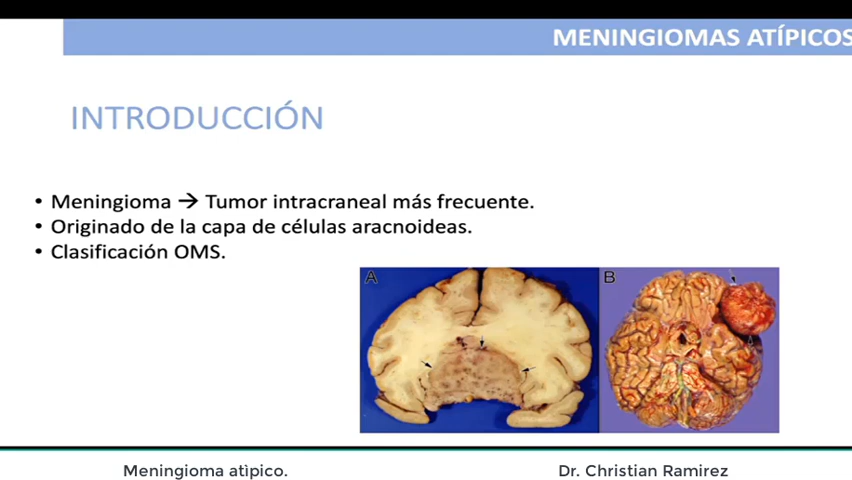 MENINGIOMAS ATÍPICOS
INTRODUCCIÓN
• Meningioma → Tumor intracraneal más frecuente.
• Originado de la capa de células aracnoideas.
• Clasificación OMS.
A
B
Meningioma atìpico.
Dr. Christian Ramirez